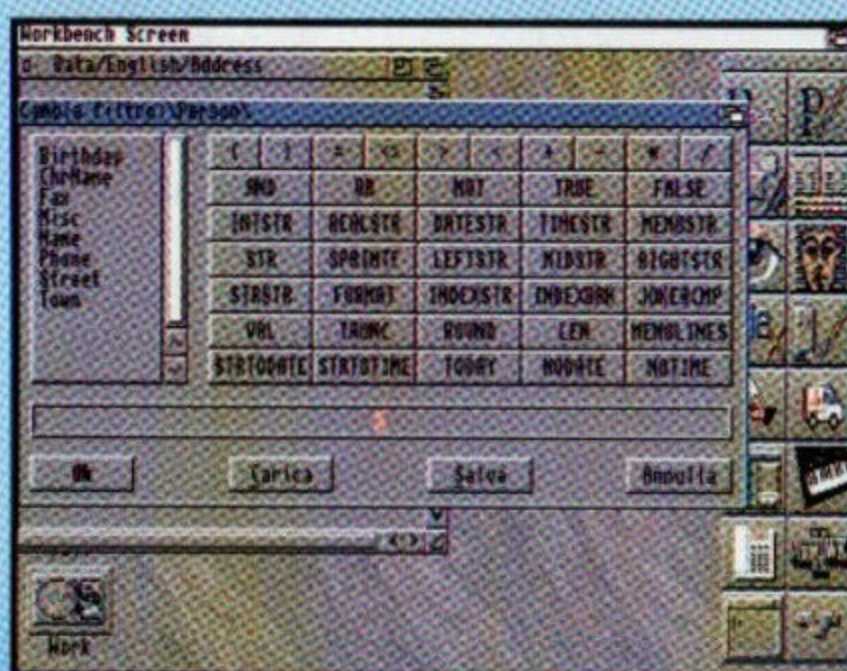 Workbench Screen
Data/English/Address
Cambia filtro:\Person\
Birthday
ChrName
Fax
Misc
Name
Phone
Street
Town
( ) = <> > < + - * /
AND OR NOT TRUE FALSE
INTSTR REALSTR DATESTR TIMESTR MEMOSTR
STR SPRINTF LEFTSTR MIDSTR RIGHTSTR
STRSTR FORMAT INDEXSTR INDEXBRK JOKERCMP
VAL TRUNC ROUND LEN MEMOLINES
STRTODATE STRTOTIME TODAY NODATE NOTIME
Ok Carica Salva Annulla
Work